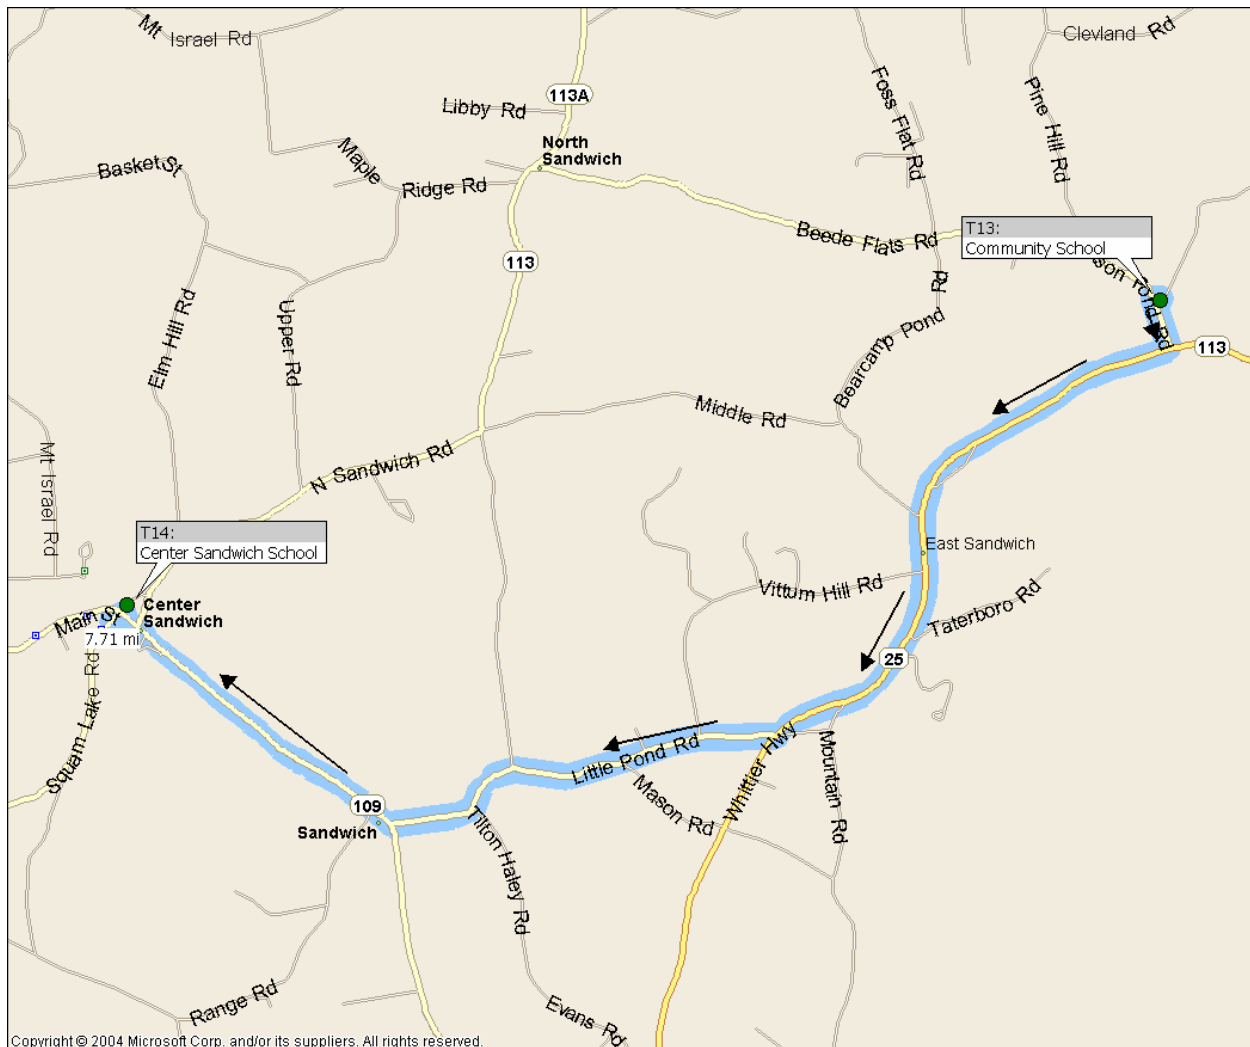 Mt Israel Rd
Clevland Rd
113A
Libby Rd
Foss Flat Rd
Pine Hill Rd
North
Sandwich
Maple Ridge Rd
Basket St
Beede Flats Rd
T13:
Community School
son Pond Rd
113
113
Elm Hill Rd
Upper Rd
Bearcamp Pond Rd
Middle Rd
Mt Israel Rd
N Sandwich Rd
T14:
Center Sandwich School
East Sandwich
Vittum Hill Rd
Taterboro Rd
Main St
Center
Sandwich
7.71 mi
25
Squam Lake Rd
Little Pond Rd
Whittier Hwy
Mountain Rd
Mason Rd
109
Sandwich
Tilton Haley Rd
Range Rd
Evans Rd
Copyright © 2004 Microsoft Corp. and/or its suppliers. All rights reserved.